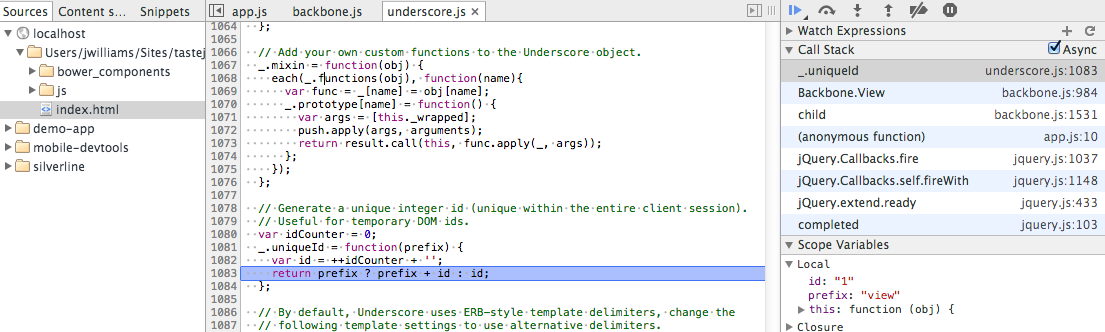 Sources Content s... Snippets
app.js backbone.js underscore.js ×
localhost
Users/jwilliams/Sites/tastej
bower_components
js
index.html
demo-app
mobile-devtools
silverline
1064 };
1065
1066 // Add your own custom functions to the Underscore object.
1067 _.mixin = function(obj) {
1068 each(_.functions(obj), function(name){
1069 var func = _[name] = obj[name];
1070 _.prototype[name] = function() {
1071 var args = [this._wrapped];
1072 push.apply(args, arguments);
1073 return result.call(this, func.apply(_, args));
1074 };
1075 });
1076 };
1077
1078 // Generate a unique integer id (unique within the entire client session).
1079 // Useful for temporary DOM ids.
1080 var idCounter = 0;
1081 _.uniqueId = function(prefix) {
1082 var id = ++idCounter + '';
1083 return prefix ? prefix + id : id;
1084 };
1085
1086 // By default, Underscore uses ERB-style template delimiters, change the
1087 // following template settings to use alternative delimiters.
Watch Expressions
Call Stack Async
_.uniqueId underscore.js:1083
Backbone.View backbone.js:984
child backbone.js:1531
(anonymous function) app.js:10
jQuery.Callbacks.fire jquery.js:1037
jQuery.Callbacks.self.fireWith jquery.js:1148
jQuery.extend.ready jquery.js:433
completed jquery.js:103
Scope Variables
Local
id: "1"
prefix: "view"
this: function (obj) {
Closure